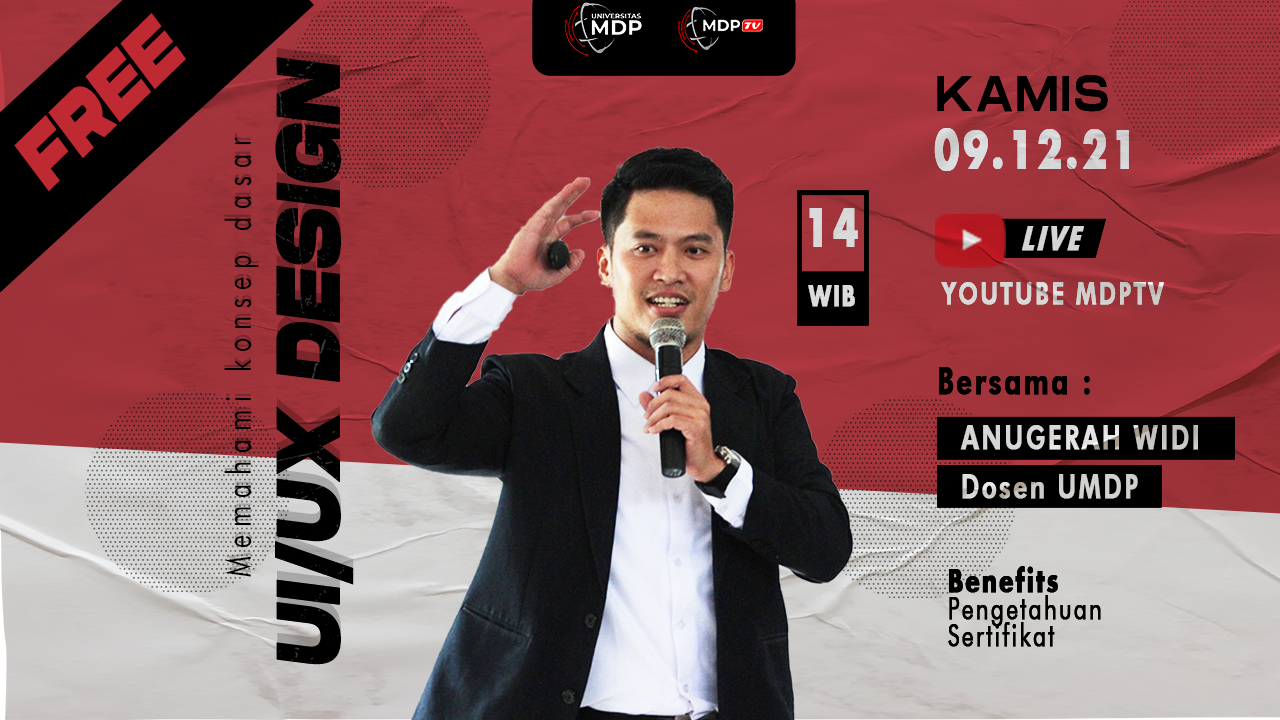 FREE
UNIVERSITAS
MDP
MDP TV
Memahami konsep dasar
UI/UX DESIGN
KAMIS
09.12.21
14
WIB
LIVE
YOUTUBE MDPTV
Bersama :
ANUGERAH WIDI
Dosen UMDP
Benefits
Pengetahuan
Sertifikat